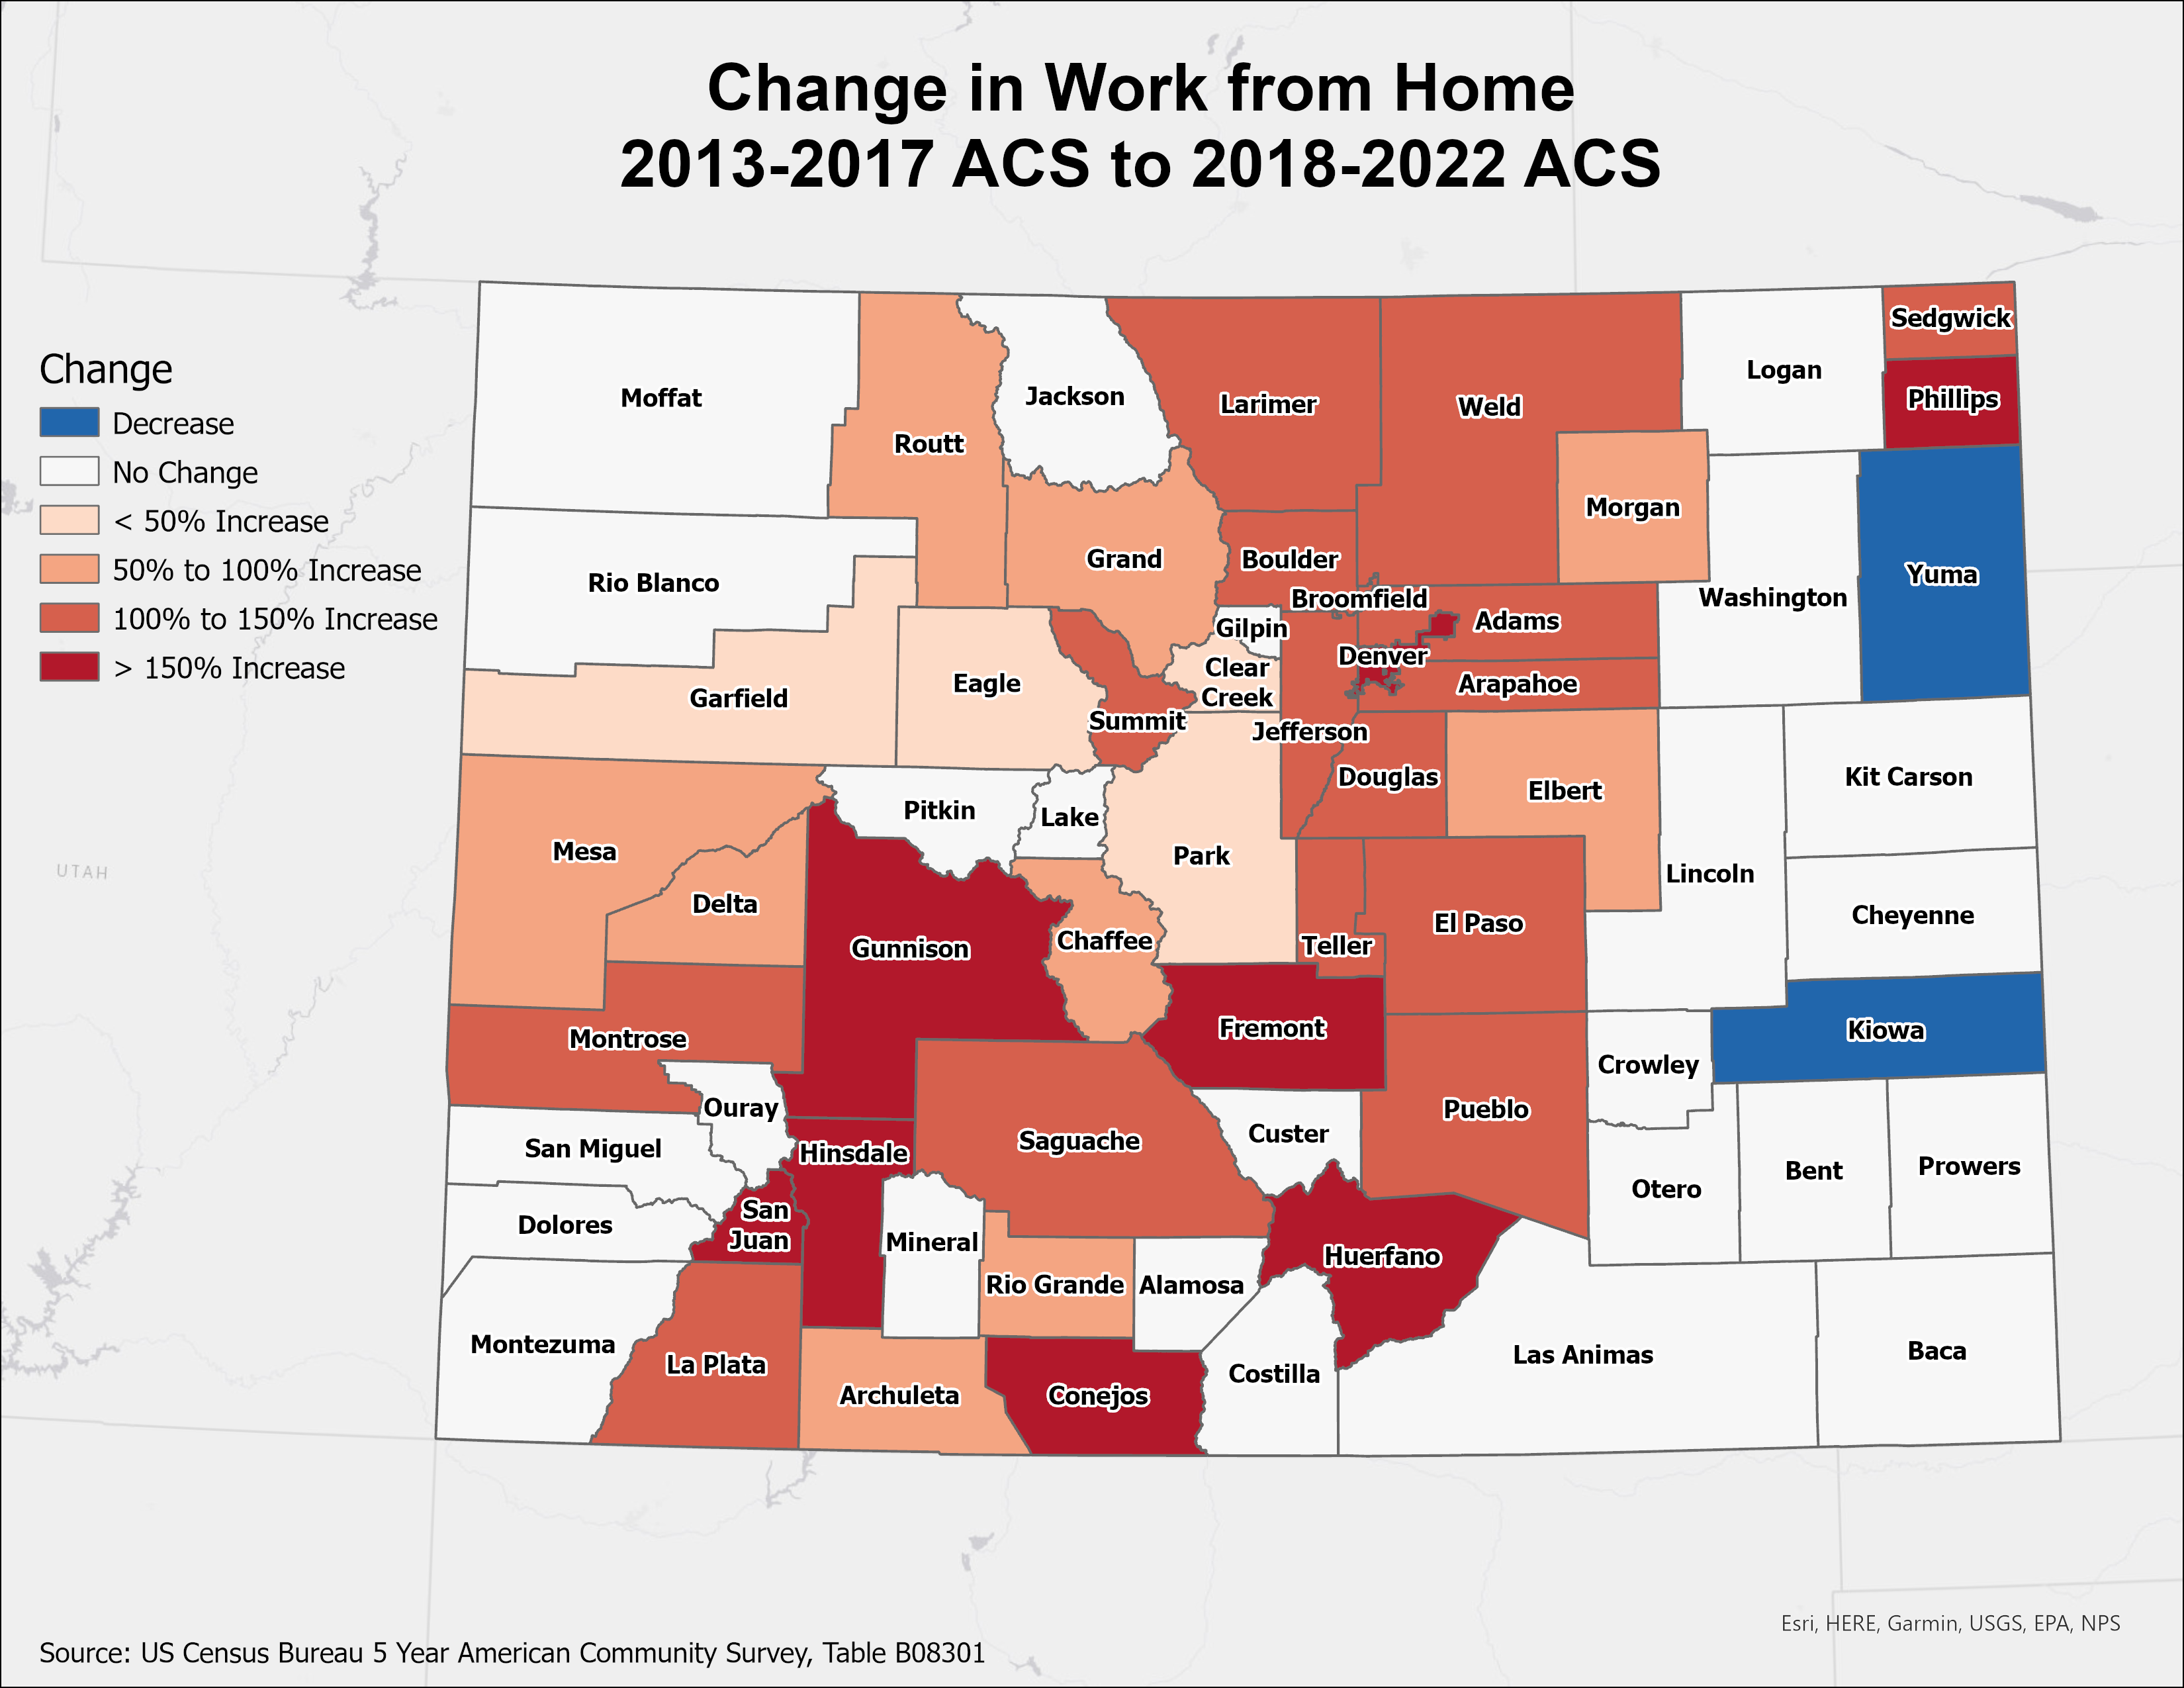 Change in Work from Home
2013-2017 ACS to 2018-2022 ACS
Change
Decrease
No Change
< 50% Increase
50% to 100% Increase
100% to 150% Increase
> 150% Increase
UTAH
Moffat
Routt
Jackson
Larimer
Weld
Logan
Sedgwick
Phillips
Morgan
Yuma
Washington
Rio Blanco
Grand
Boulder
Broomfield
Gilpin
Adams
Denver
Arapahoe
Clear
Creek
Garfield
Eagle
Summit
Jefferson
Douglas
Elbert
Kit Carson
Pitkin
Lake
Park
Mesa
Delta
Lincoln
Cheyenne
Gunnison
Chaffee
Teller
El Paso
Fremont
Kiowa
Montrose
Crowley
Ouray
Pueblo
San Miguel
Hinsdale
Saguache
Custer
Otero
Bent
Prowers
Dolores
San
Juan
Mineral
Rio Grande
Alamosa
Huerfano
Montezuma
La Plata
Archuleta
Conejos
Costilla
Las Animas
Baca
Esri, HERE, Garmin, USGS, EPA, NPS
Source: US Census Bureau 5 Year American Community Survey, Table B08301